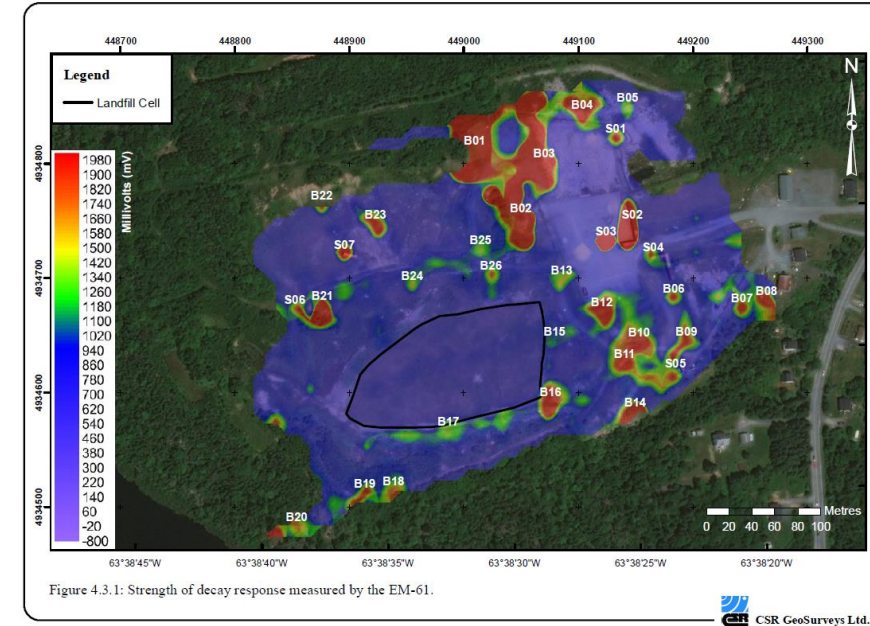 448700 448800 448900 449000 449100 449200 449300
Legend
Landfill Cell
N
Millivolts (mV)
1980
1900
1820
1740
1660
1580
1500
1420
1340
1260
1180
1100
1020
940
860
780
700
620
540
460
380
300
220
140
60
-20
-800
4934800
4934700
4934600
4934500
B04
B05
S01
B01
B03
B22
B23
B02
S02
S03
S07
B25
S04
B24
B26
B13
S06
B21
B06
B07
B08
B12
B15
B10
B09
B11
S05
B16
B14
B17
B19
B18
B20
Metres
0 20 40 60 80 100
63°38'45"W 63°38'40"W 63°38'35"W 63°38'30"W 63°38'25"W 63°38'20"W
Figure 4.3.1: Strength of decay response measured by the EM-61.
CSR
CSR GeoSurveys Ltd.